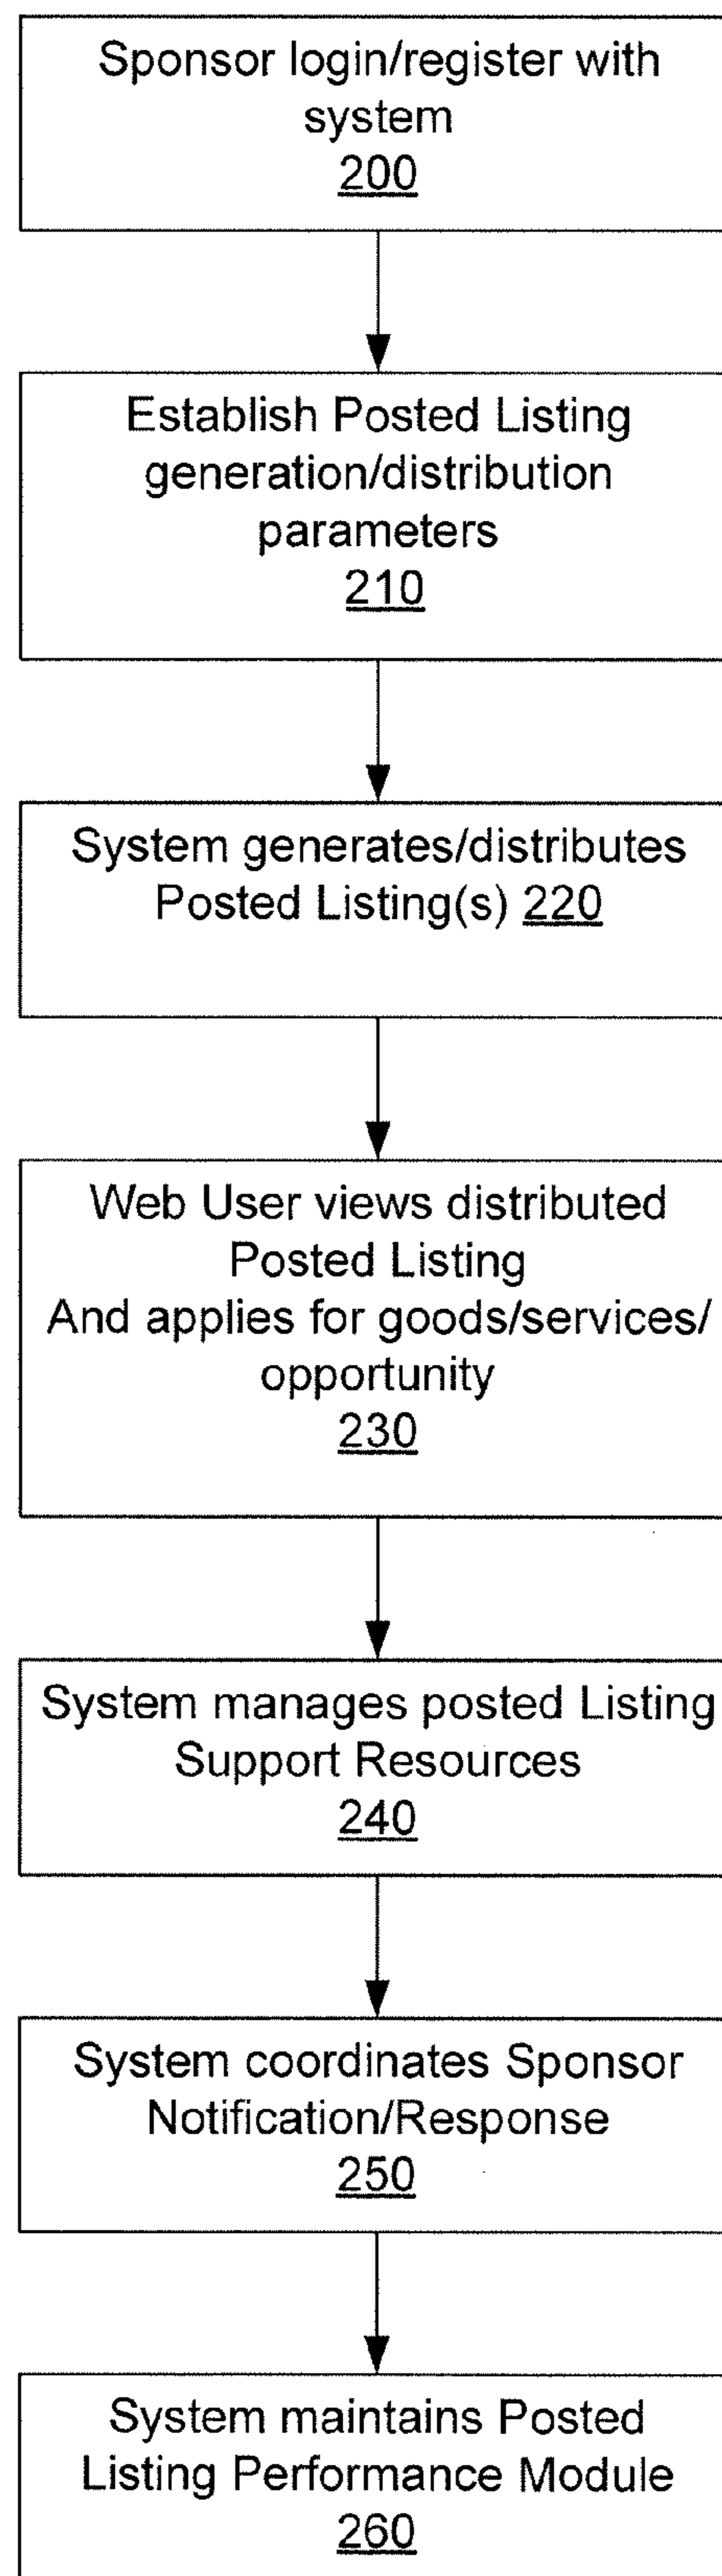 Sponsor login/register with
system
200
Establish Posted Listing
generation/distribution
parameters
210
System generates/distributes
Posted Listing(s) 220
Web User views distributed
Posted Listing
And applies for goods/services/
opportunity
230
System manages posted Listing
Support Resources
240
System coordinates Sponsor
Notification/Response
250
System maintains Posted
Listing Performance Module
260